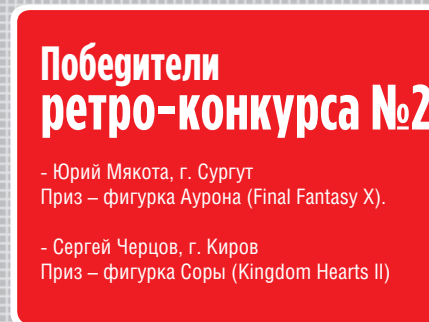 Победители
ретро-конкурса №2
- Юрий Мякота, г. Сургут
Приз – фигурка Аурона (Final Fantasy X).
- Сергей Черцов, г. Киров
Приз – фигурка Соры (Kingdom Hearts II)